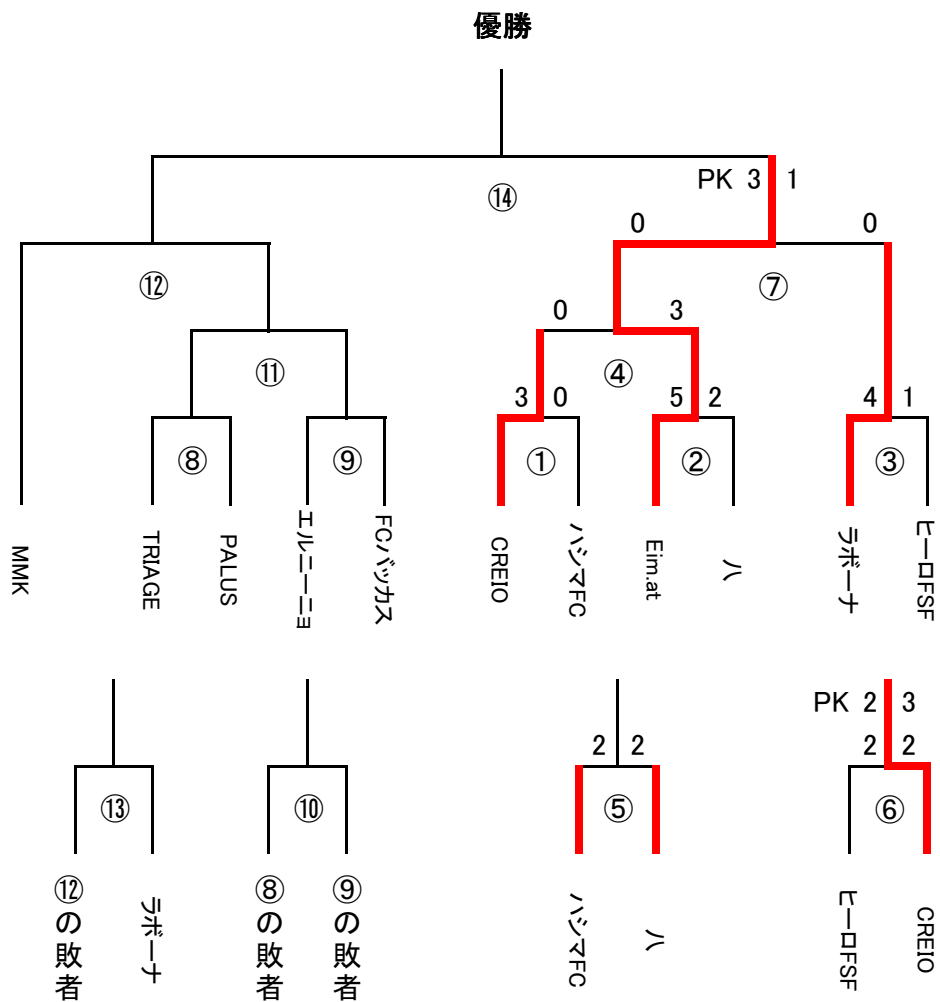 優勝
PK 3 1
⑭
0 0
⑫ ⑦
0 3
⑪ ④
3 0 5 2 4 1
⑧ ⑨ ① ② ③
MMK
TRIAGE
PALUS
エルニーニョ
FCバッカス
CREIO
ハシマFC
Eim.at
八
ラボーナ
ヒーロFSF
PK 2 3
2 2 2 2
⑬ ⑩ ⑤ ⑥
⑫の敗者
ラボーナ
⑧の敗者
⑨の敗者
ハシマFC
八
ヒーロFSF
CREIO